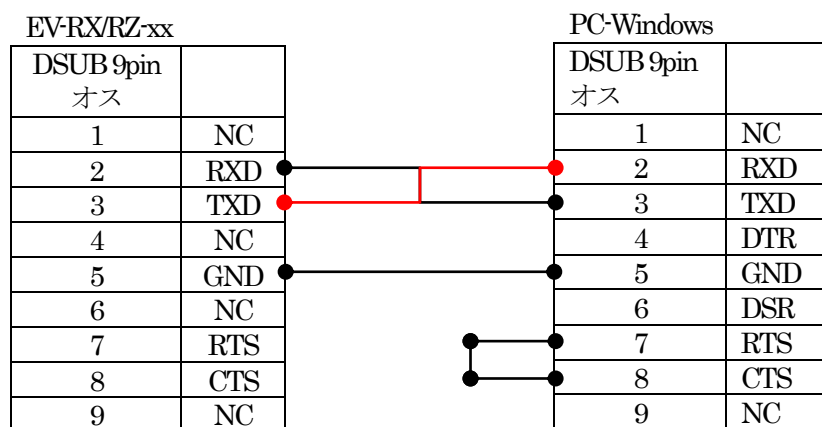 EV-RX/RZ-xx PC-Windows
DSUB 9pin DSUB 9pin
オス オス
1 NC 1 NC
2 RXD 2 RXD
3 TXD 3 TXD
4 NC 4 DTR
5 GND 5 GND
6 NC 6 DSR
7 RTS 7 RTS
8 CTS 8 CTS
9 NC 9 NC